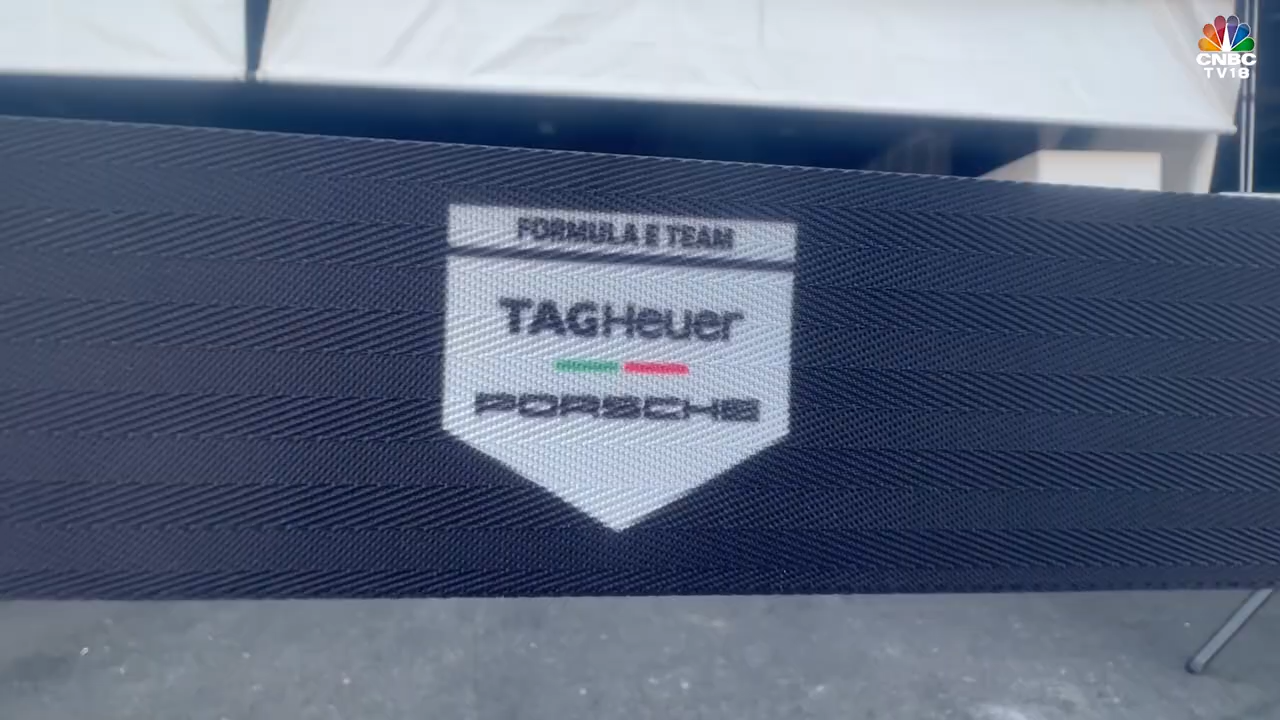 CNBC
TV18
FORMULA E TEAM
TAGHeuer
PORSCHE